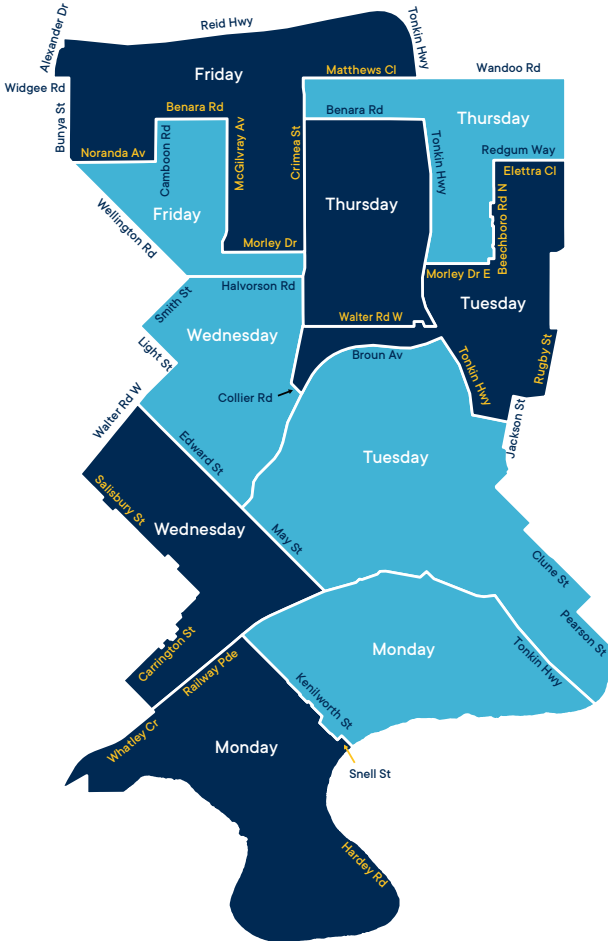 Alexander Dr
Reid Hwy
Tonkin Hwy
Friday
Matthews Cl
Wandoo Rd
Widgee Rd
Bunya St
Benara Rd
Benara Rd
Thursday
Noranda Av
Camboon Rd
McGilvray Av
Crimea St
Tonkin Hwy
Redgum Way
Elettra Cl
Beechboro Rd N
Wellington Rd
Friday
Thursday
Morley Dr
Morley Dr E
Halvorson Rd
Smith St
Tuesday
Walter Rd W
Wednesday
Light St
Broun Av
Tonkin Hwy
Rugby St
Collier Rd
Walter Rd W
Jackson St
Edward St
Tuesday
Salisbury St
Wednesday
May St
Clune St
Pearson St
Carrington St
Railway Pde
Monday
Tonkin Hwy
Kenilworth St
Whatley Cr
Monday
Snell St
Hardey Rd